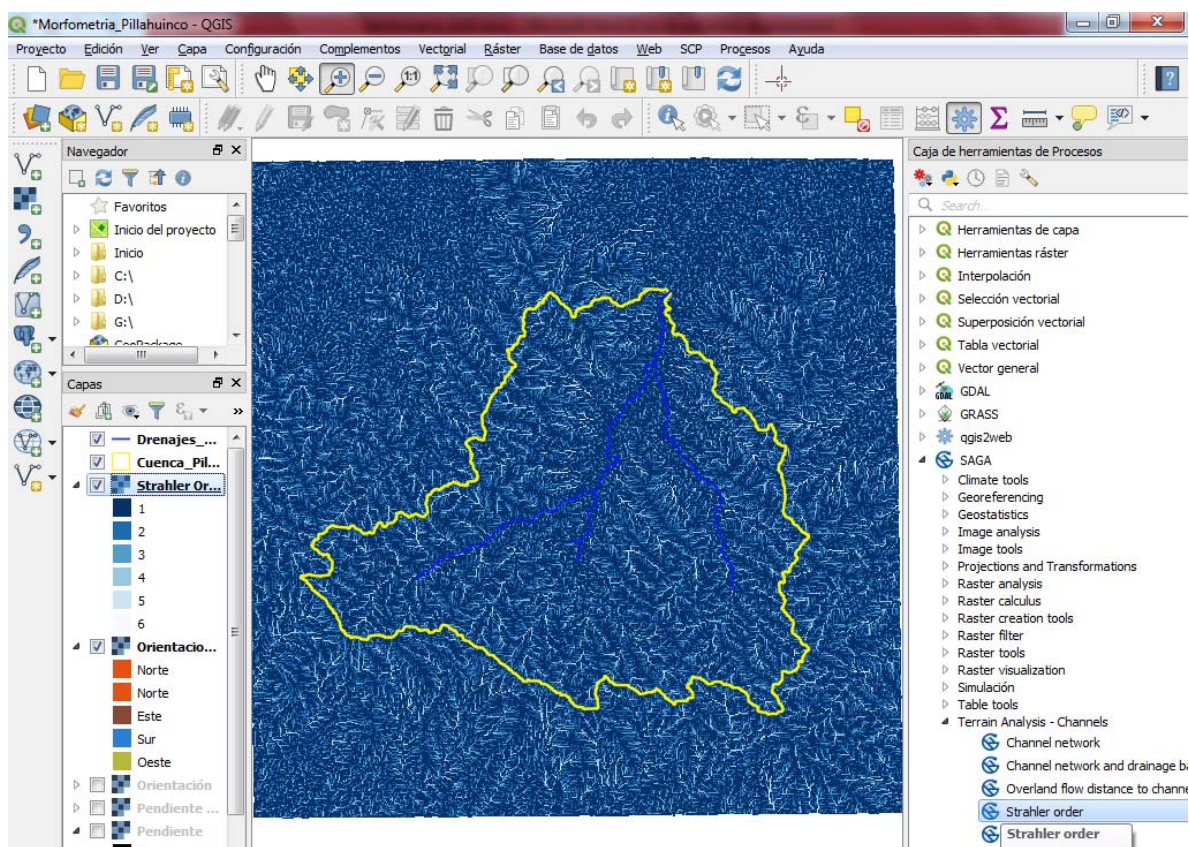 *Morfometria_Pillahuinco - QGIS
Proyecto Edición Ver Capa Configuración Complementos Vectorial Ráster Base de datos Web SCP Procesos Ayuda
Navegador
Favoritos
Inicio del proyecto
Inicio
C:\
D:\
G:\
GeoPackage
Capas
Drenajes_...
Cuenca_Pil...
Strahler Or...
1
2
3
4
5
6
Orientacio...
Norte
Norte
Este
Sur
Oeste
Orientación
Pendiente ...
Pendiente
Caja de herramientas de Procesos
Search...
Herramientas de capa
Herramientas ráster
Interpolación
Selección vectorial
Superposición vectorial
Tabla vectorial
Vector general
GDAL
GRASS
qgis2web
SAGA
Climate tools
Georeferencing
Geostatistics
Image analysis
Image tools
Projections and Transformations
Raster analysis
Raster calculus
Raster creation tools
Raster filter
Raster tools
Raster visualization
Simulación
Table tools
Terrain Analysis - Channels
Channel network
Channel network and drainage ba
Overland flow distance to channe
Strahler order
Strahler order